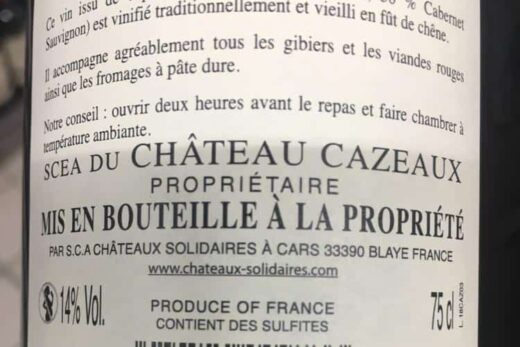 Ce vin issu de
% Cabernet
Sauvignon) est vinifié traditionnellement et vieilli en fût de chêne.
Il accompagne agréablement tous les gibiers et les viandes rouges
ainsi que les fromages à pâte dure.
Notre conseil : ouvrir deux heures avant le repas et faire chambrer à
température ambiante.
SCEA DU CHÂTEAU CAZEAUX
PROPRIÉTAIRE
MIS EN BOUTEILLE À LA PROPRIÉTÉ
PAR S.C.A CHÂTEAUX SOLIDAIRES À CARS 33390 BLAYE FRANCE
www.chateaux-solidaires.com
14% Vol.
PRODUCE OF FRANCE
CONTIENT DES SULFITES
75cl
L. 18CAZ03